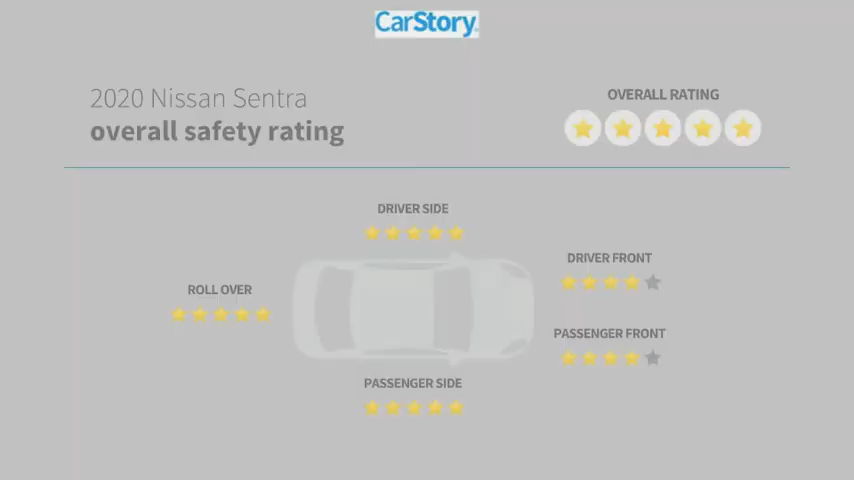 CarStory
2020 Nissan Sentra
overall safety rating
OVERALL RATING
DRIVER SIDE
DRIVER FRONT
ROLL OVER
PASSENGER FRONT
PASSENGER SIDE